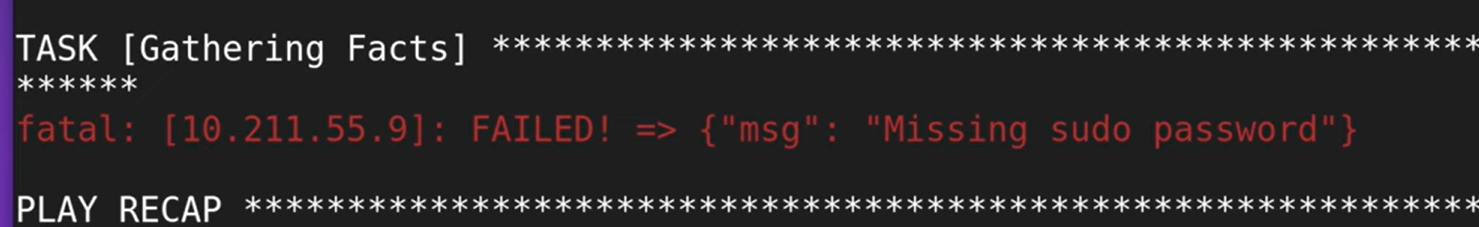 TASK [Gathering Facts] ************************************************
******
fatal: [10.211.55.9]: FAILED! => {"msg": "Missing sudo password"}
PLAY RECAP ************************************************************